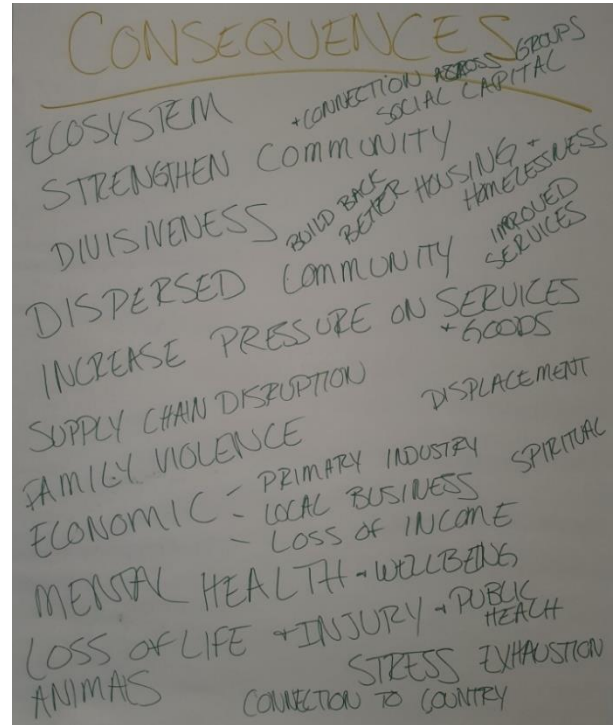 CONSEQUENCES
ECOSYSTEM
+CONNECTION ACROSS GROUPS
SOCIAL CAPITAL
STRENGTHEN COMMUNITY
DIVISIVENESS
BUILD BACK
BETTER HOUSING +
HOMELESSNESS
DISPERSED COMMUNITY
IMPROVED
SERVICES
INCREASE PRESSURE ON SERVICES
+ GOODS
SUPPLY CHAIN DISRUPTION
DISPLACEMENT
FAMILY VIOLENCE
ECONOMIC - PRIMARY INDUSTRY
- LOCAL BUSINESS
- LOSS OF INCOME
SPIRITUAL
MENTAL HEALTH + WELLBEING
LOSS OF LIFE + INJURY + PUBLIC
HEALTH
ANIMALS
STRESS EXHAUSTION
CONNECTION TO COUNTRY